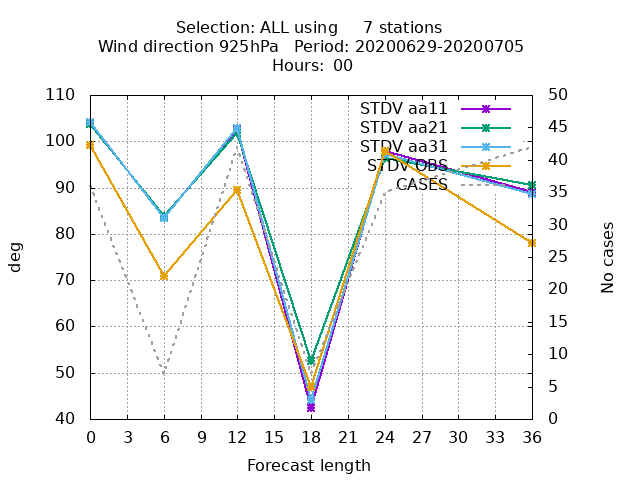 Selection: ALL using     7 stations
Wind direction 925hPa   Period: 20200629-20200705
Hours:  00
110
100
90
80
70
60
50
40
50
45
40
35
30
25
20
15
10
5
0
STDV aa11
STDV aa21
STDV aa31
STDV OBS
CASES
deg
No cases
0 3 6 9 12 15 18 21 24 27 30 33 36
Forecast length